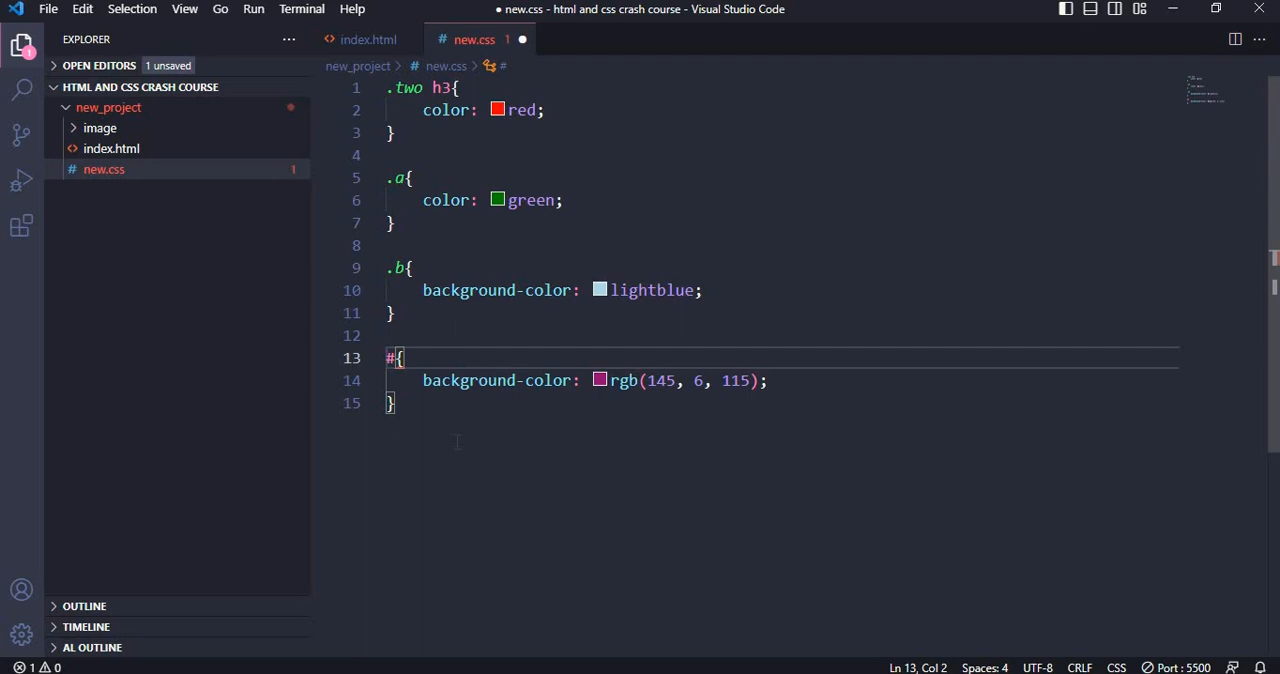 File Edit Selection View Go Run Terminal Help ● new.css - html and css crash course - Visual Studio Code
EXPLORER ··· <> index.html # new.css 1 ●
OPEN EDITORS 1 unsaved new_project > # new.css > #
HTML AND CSS CRASH COURSE
new_project
image
<> index.html
# new.css 1
1 .two h3{
2 color: red;
3 }
4
5 .a{
6 color: green;
7 }
8
9 .b{
10 background-color: lightblue;
11 }
12
13 #{
14 background-color: rgb(145, 6, 115);
15 }
OUTLINE
TIMELINE
AL OUTLINE
1 0 Ln 13, Col 2 Spaces: 4 UTF-8 CRLF CSS Port : 5500